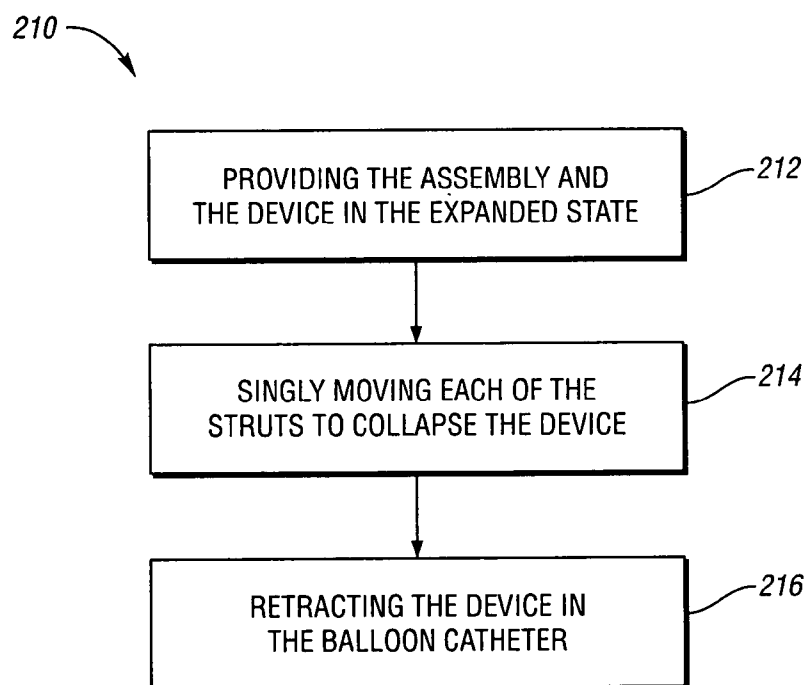 210
PROVIDING THE ASSEMBLY AND
THE DEVICE IN THE EXPANDED STATE
212
SINGLY MOVING EACH OF THE
STRUTS TO COLLAPSE THE DEVICE
214
RETRACTING THE DEVICE IN
THE BALLOON CATHETER
216